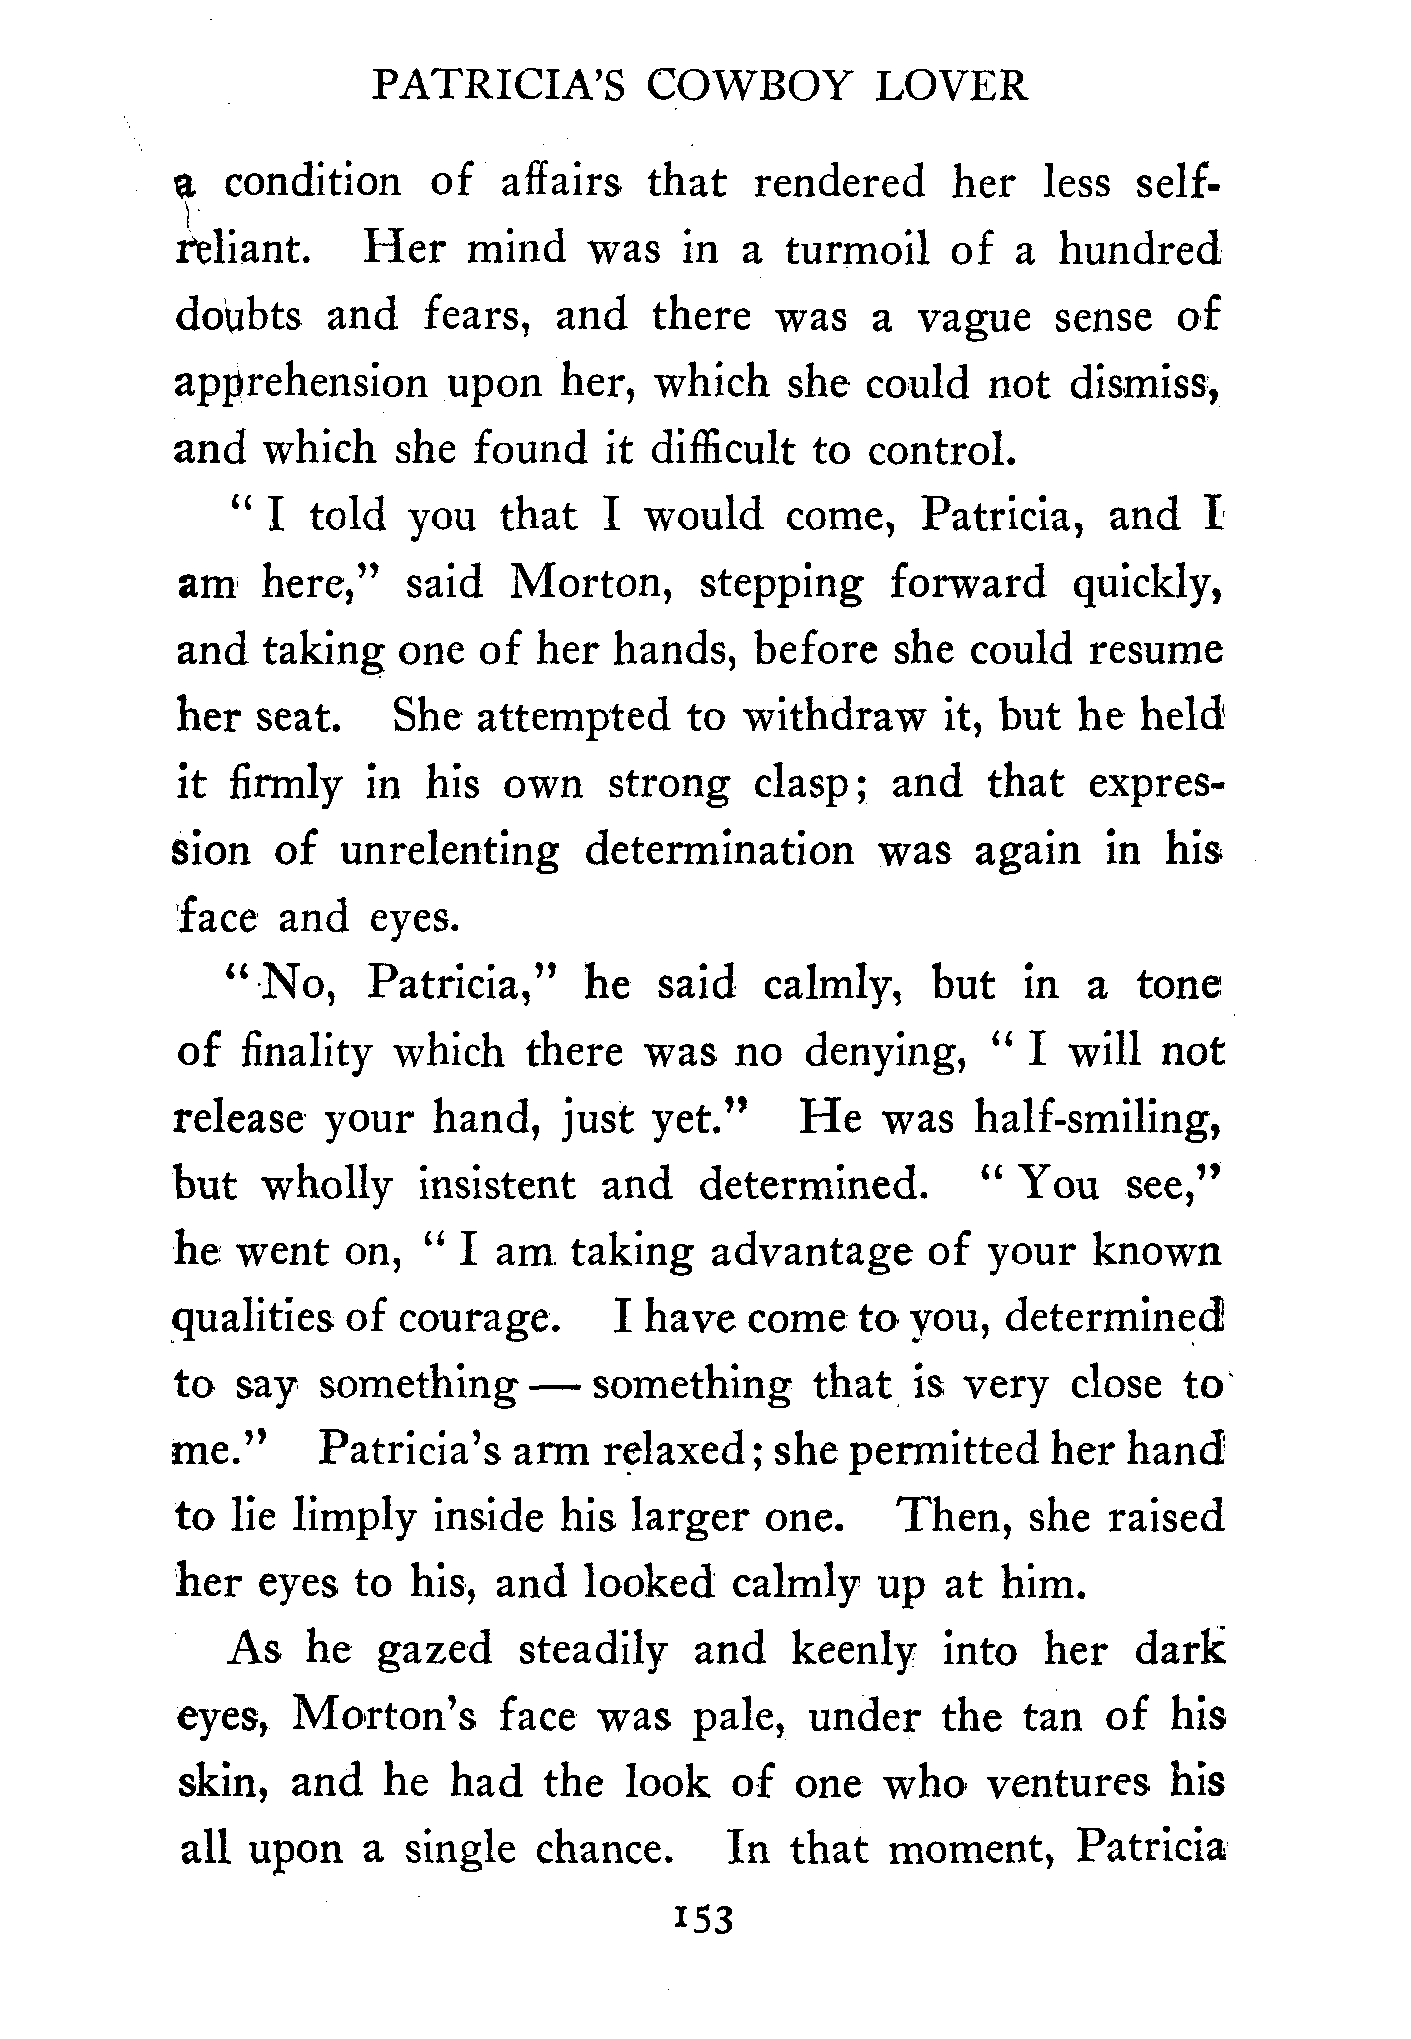 PATRICIA'S COWBOY LOVER
a condition of affairs that rendered her less self-
reliant. Her mind was in a turmoil of a hundred
doubts and fears, and there was a vague sense of
apprehension upon her, which she could not dismiss,
and which she found it difficult to control.
" I told you that I would come, Patricia, and I
am here," said Morton, stepping forward quickly,
and taking one of her hands, before she could resume
her seat. She attempted to withdraw it, but he held
it firmly in his own strong clasp; and that expres-
sion of unrelenting determination was again in his
face and eyes.
" No, Patricia," he said calmly, but in a tone
of finality which there was no denying, " I will not
release your hand, just yet." He was half-smiling,
but wholly insistent and determined. " You see,"
he went on, " I am taking advantage of your known
qualities of courage. I have come to you, determined
to say something — something that is very close to
me." Patricia's arm relaxed; she permitted her hand
to lie limply inside his larger one. Then, she raised
her eyes to his, and looked calmly up at him.
As he gazed steadily and keenly into her dark
eyes, Morton's face was pale, under the tan of his
skin, and he had the look of one who ventures his
all upon a single chance. In that moment, Patricia
153